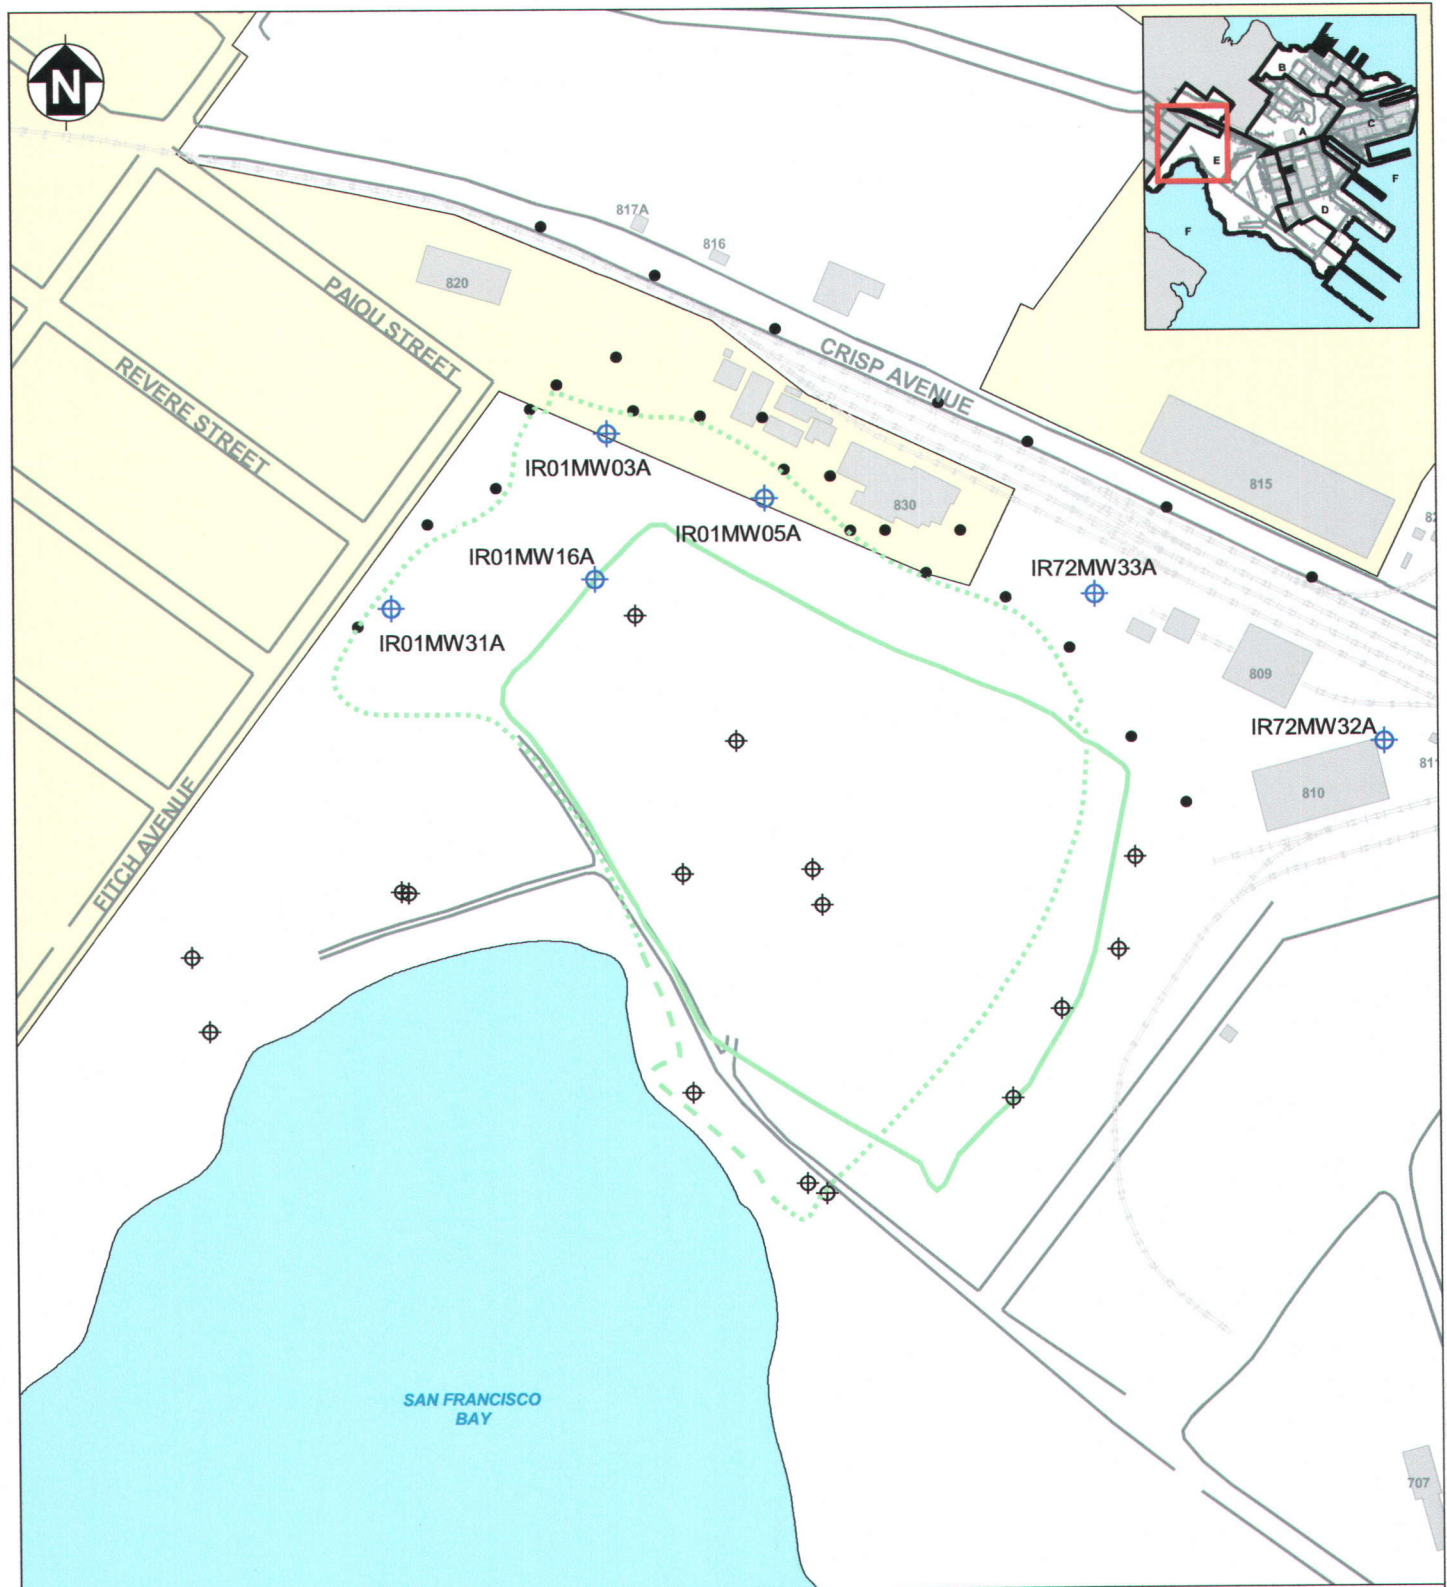 N
B
C
A
E
F
D
F
817A
816
820
PAIOU STREET
CRISP AVENUE
REVERE STREET
IR01MW03A
815
830
IR01MW05A
IR01MW16A
IR72MW33A
IR01MW31A
809
IR72MW32A
811
810
FITCH AVENUE
SAN FRANCISCO
BAY
707